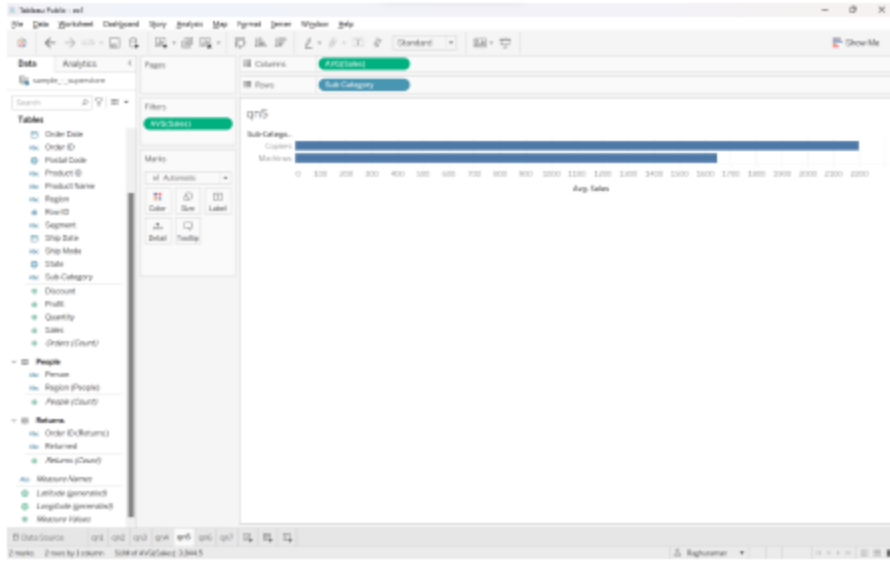 Tableau Public - ex1
File Data Worksheet Dashboard Story Analysis Map Format Server Window Help
Standard
Show Me
Data Analytics
sample_-_superstore
Search
Tables
Order Date
Order ID
Postal Code
Product ID
Product Name
Region
Row ID
Segment
Ship Date
Ship Mode
State
Sub-Category
Discount
Profit
Quantity
Sales
Orders (Count)
People
Person
Region (People)
People (Count)
Returns
Order ID (Returns)
Returned
Returns (Count)
Measure Names
Latitude (generated)
Longitude (generated)
Measure Values
Pages
Filters
AVG(Sales)
Marks
Automatic
Color Size Label
Detail Tooltip
Columns AVG(Sales)
Rows Sub-Category
qn5
Sub-Catego..
Copiers
Machines
0 100 200 300 400 500 600 700 800 900 1000 1100 1200 1300 1400 1500 1600 1700 1800 1900 2000 2100 2200
Avg. Sales
Data Source qn1 qn2 qn3 qn4 qn5 qn6 qn7
2 marks 2 rows by 1 column SUM of AVG(Sales): 3,844.5
Raghuraman